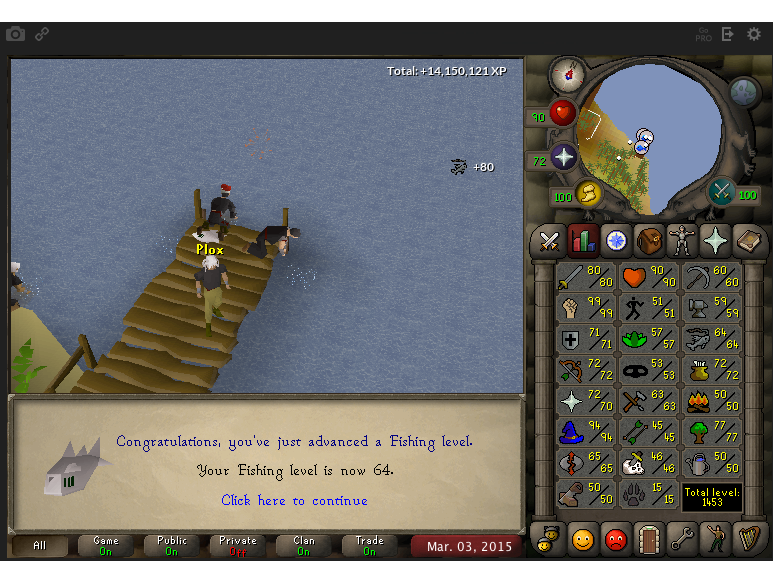 Go
PRO
Total: +14,150,121 XP
+80
Plox
90
72
100
100
80/80
90/90
60/60
99/99
51/51
59/59
71/71
57/57
64/64
72/72
53/53
72/72
72/70
63/63
50/50
94/94
45/45
77/77
65/65
46/46
50/50
50/50
15/15
Total level:
1453
Congratulations, you've just advanced a Fishing level.
Your Fishing level is now 64.
Click here to continue
All
Game
On
Public
On
Private
Off
Clan
On
Trade
On
Mar. 03, 2015